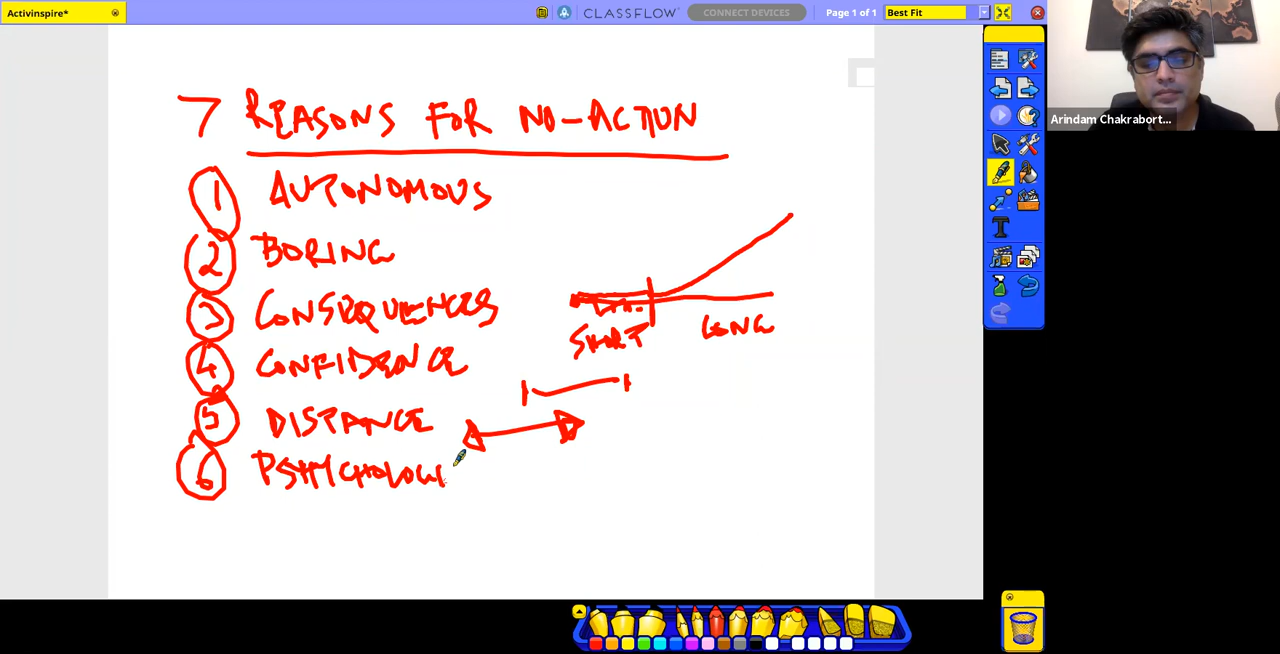 Activinspire*
CLASSFLOW CONNECT DEVICES Page 1 of 1 Best Fit
7 REASONS FOR NO-ACTION
1 AUTONOMOUS
2 BORING
3 CONSEQUENCES
4 CONFIDENCE
5 DISTANCE
6 PSHYCHOLOGI
SHORT LONG
Arindam Chakrabort...